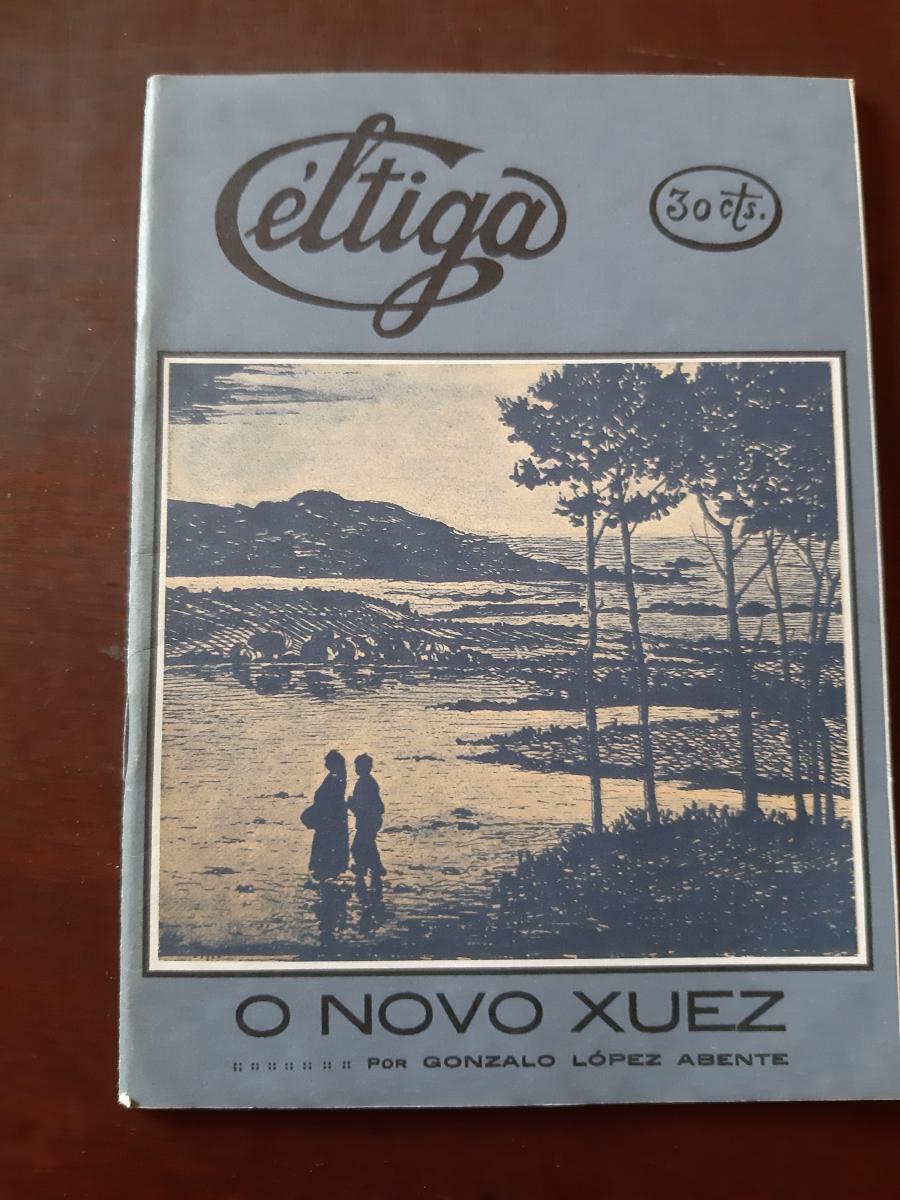 Céltiga
30 cts.
O NOVO XUEZ
POR GONZALO LÓPEZ ABENTE